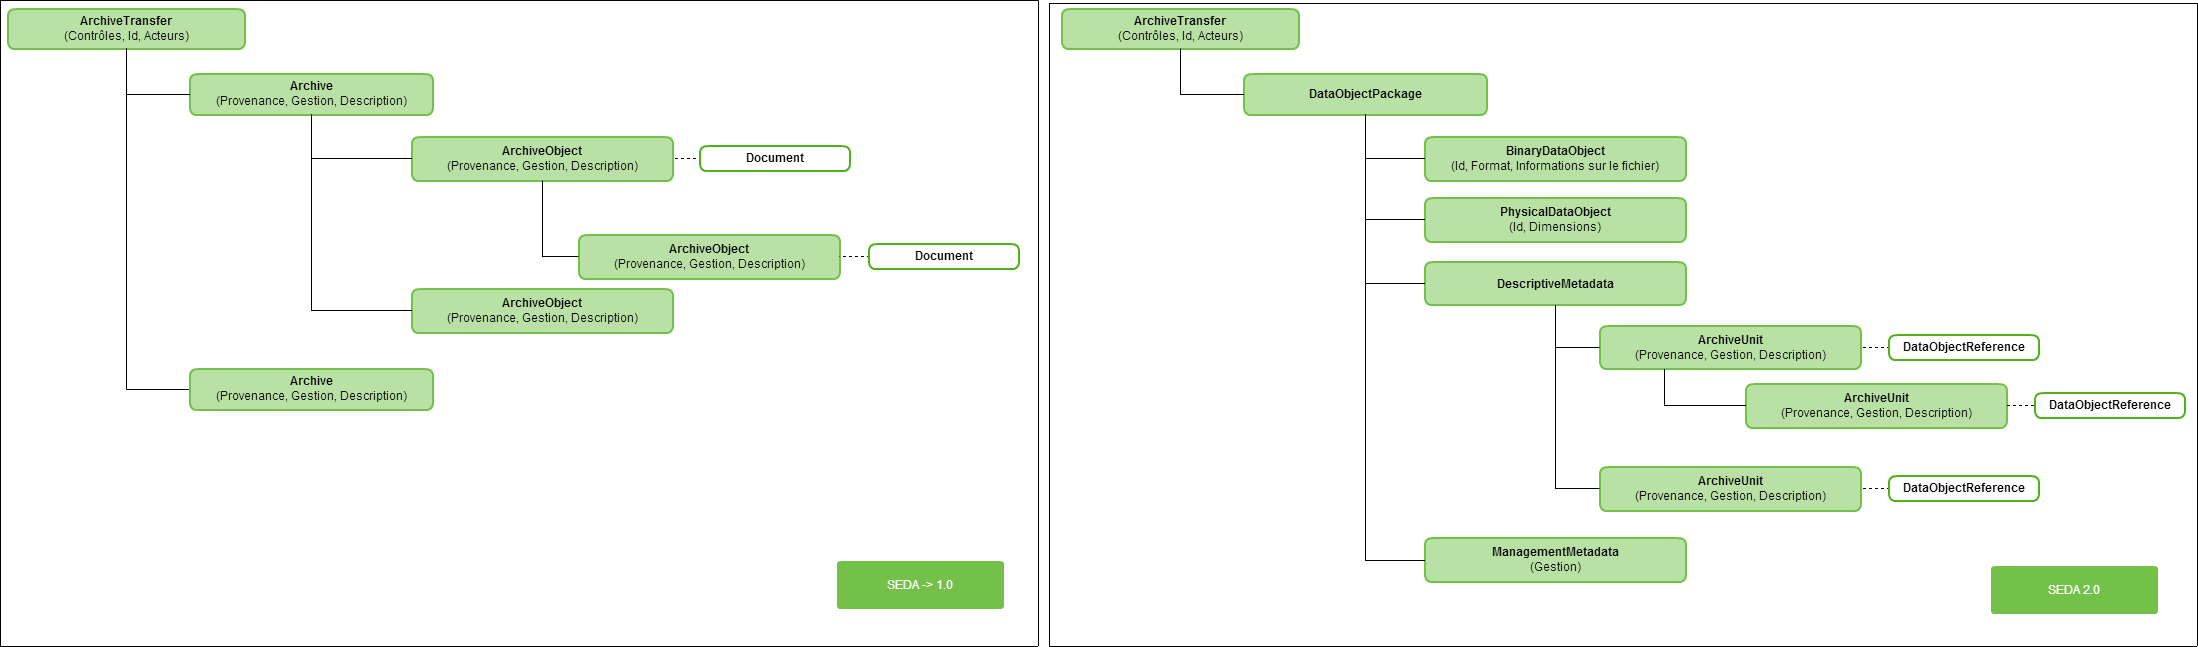 ArchiveTransfer
(Contrôles, Id, Acteurs)
Archive
(Provenance, Gestion, Description)
ArchiveObject
(Provenance, Gestion, Description)
Document
ArchiveObject
(Provenance, Gestion, Description)
Document
ArchiveObject
(Provenance, Gestion, Description)
Archive
(Provenance, Gestion, Description)
SEDA -> 1.0
ArchiveTransfer
(Contrôles, Id, Acteurs)
DataObjectPackage
BinaryDataObject
(Id, Format, Informations sur le fichier)
PhysicalDataObject
(Id, Dimensions)
DescriptiveMetadata
ArchiveUnit
(Provenance, Gestion, Description)
DataObjectReference
ArchiveUnit
(Provenance, Gestion, Description)
DataObjectReference
ArchiveUnit
(Provenance, Gestion, Description)
DataObjectReference
ManagementMetadata
(Gestion)
SEDA 2.0